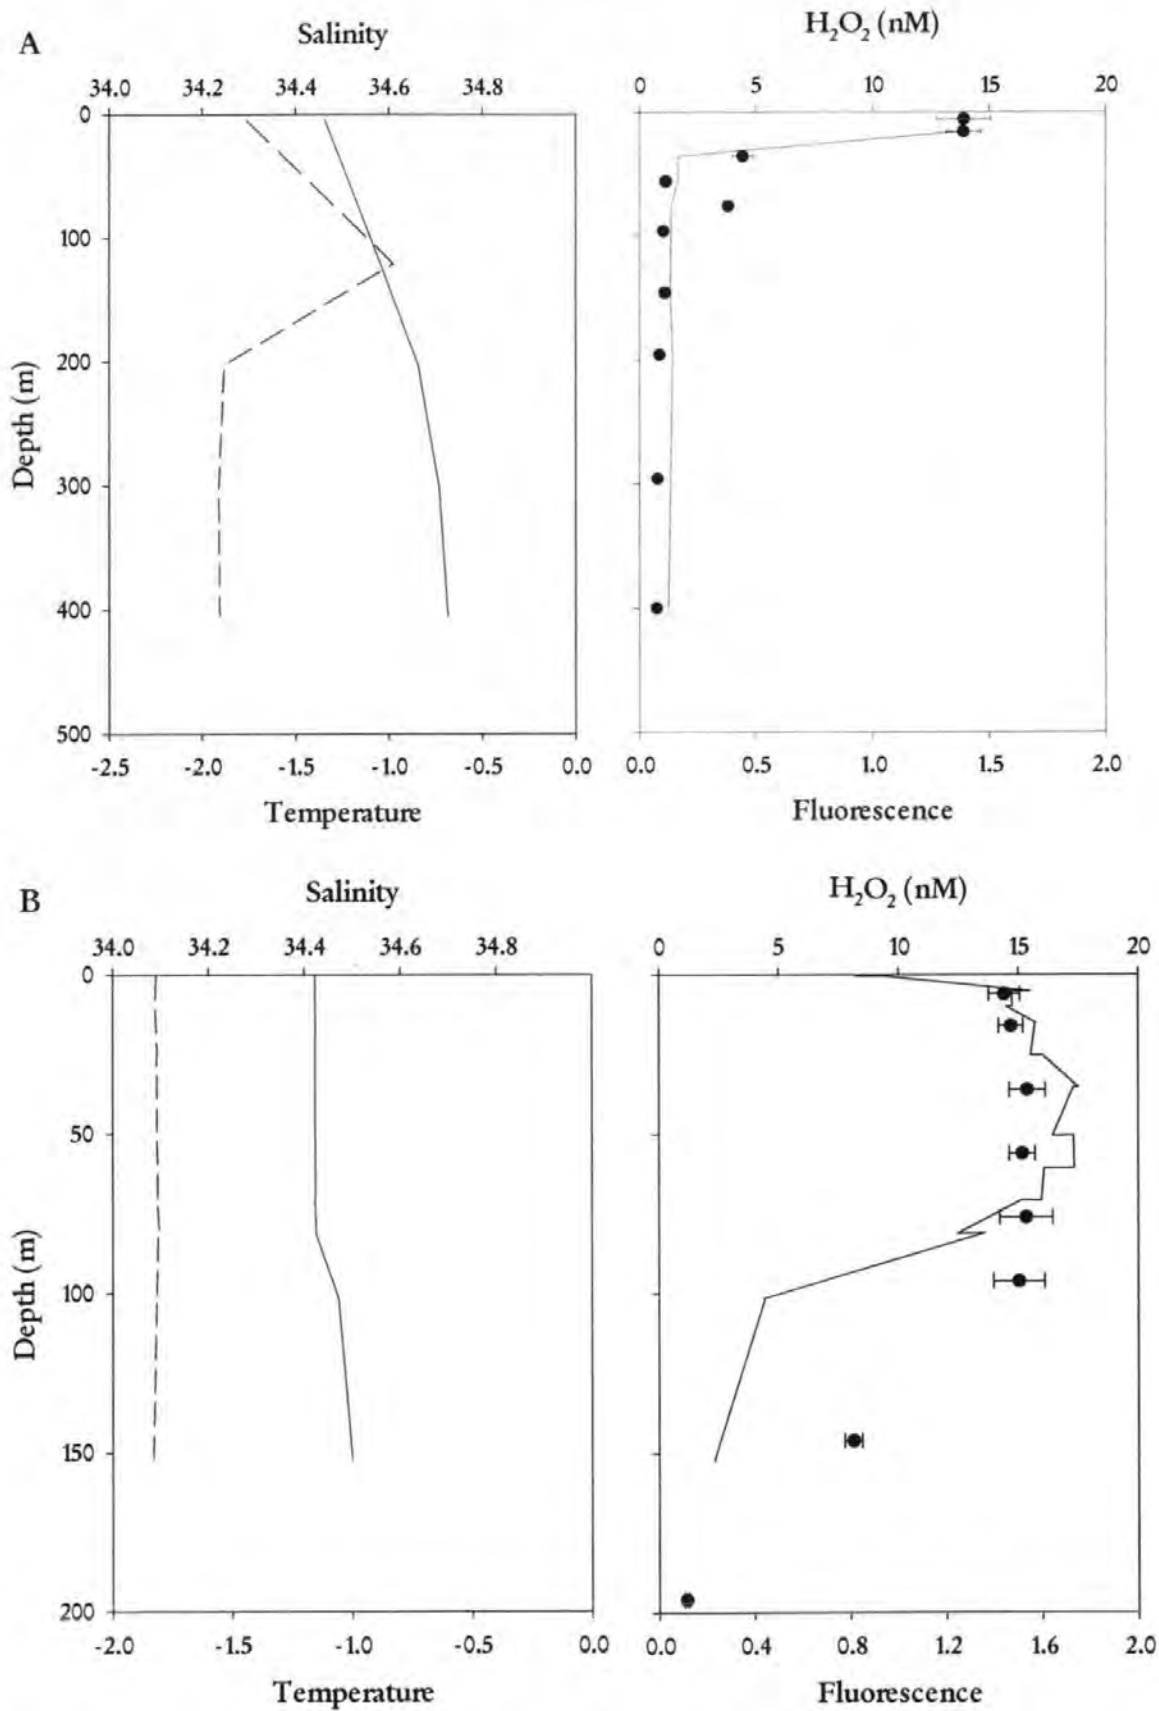 A
Salinity
34.0 34.2 34.4 34.6 34.8
0
100
200
300
400
500
Depth (m)
-2.5 -2.0 -1.5 -1.0 -0.5 0.0
Temperature
H₂O₂ (nM)
0 5 10 15 20
0.0 0.5 1.0 1.5 2.0
Fluorescence
B
Salinity
34.0 34.2 34.4 34.6 34.8
0
50
100
150
200
Depth (m)
-2.0 -1.5 -1.0 -0.5 0.0
Temperature
H₂O₂ (nM)
0 5 10 15 20
0.0 0.4 0.8 1.2 1.6 2.0
Fluorescence